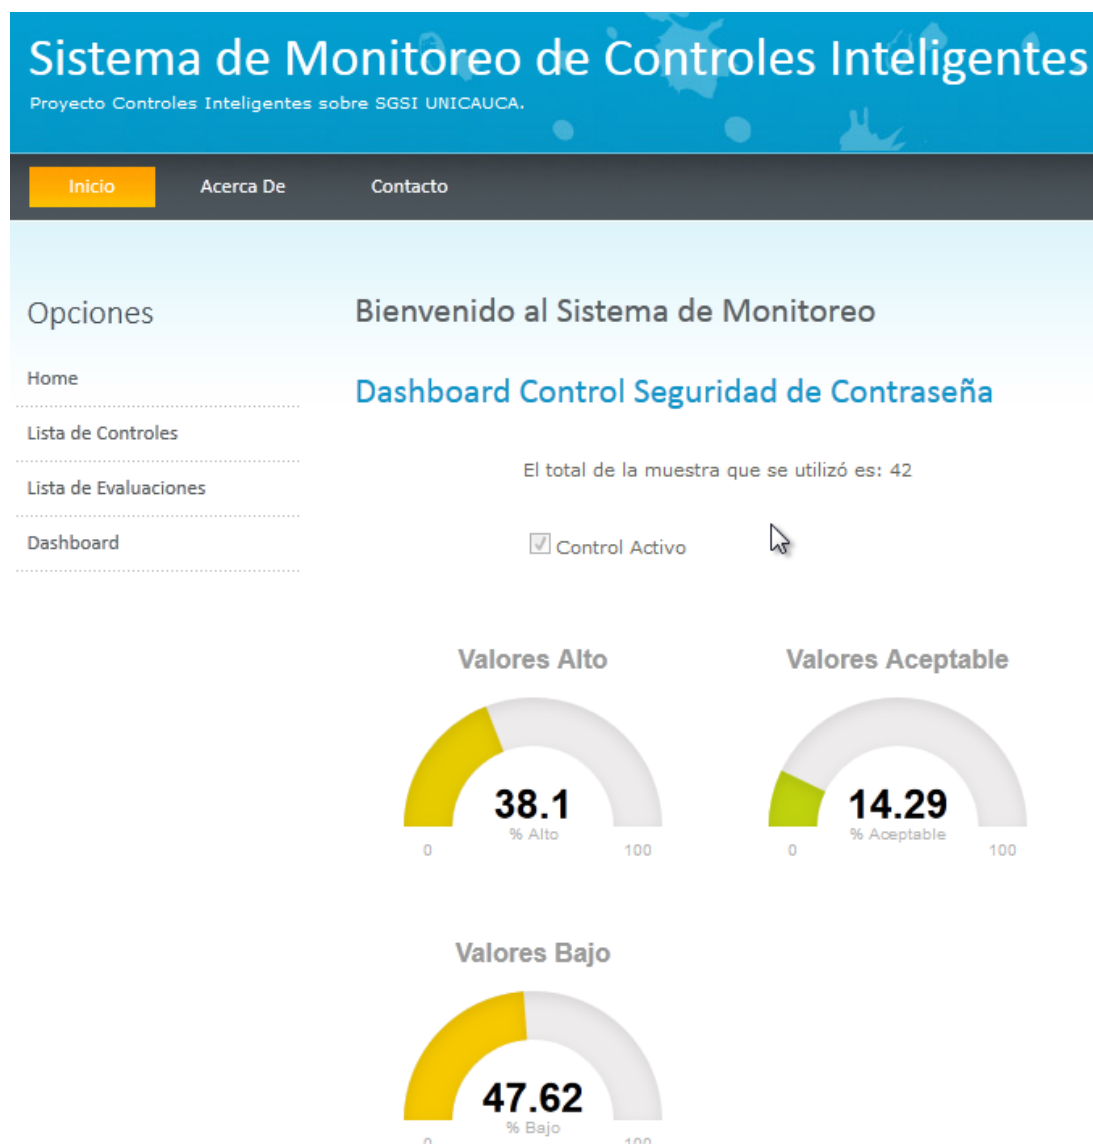 Sistema de Monitoreo de Controles Inteligentes
Proyecto Controles Inteligentes sobre SGSI UNICAUCA.
Inicio Acerca De Contacto
Opciones
Home
Lista de Controles
Lista de Evaluaciones
Dashboard
Bienvenido al Sistema de Monitoreo
Dashboard Control Seguridad de Contraseña
El total de la muestra que se utilizó es: 42
Control Activo
Valores Alto
38.1
% Alto
0 100
Valores Aceptable
14.29
% Aceptable
0 100
Valores Bajo
47.62
% Bajo
0 100